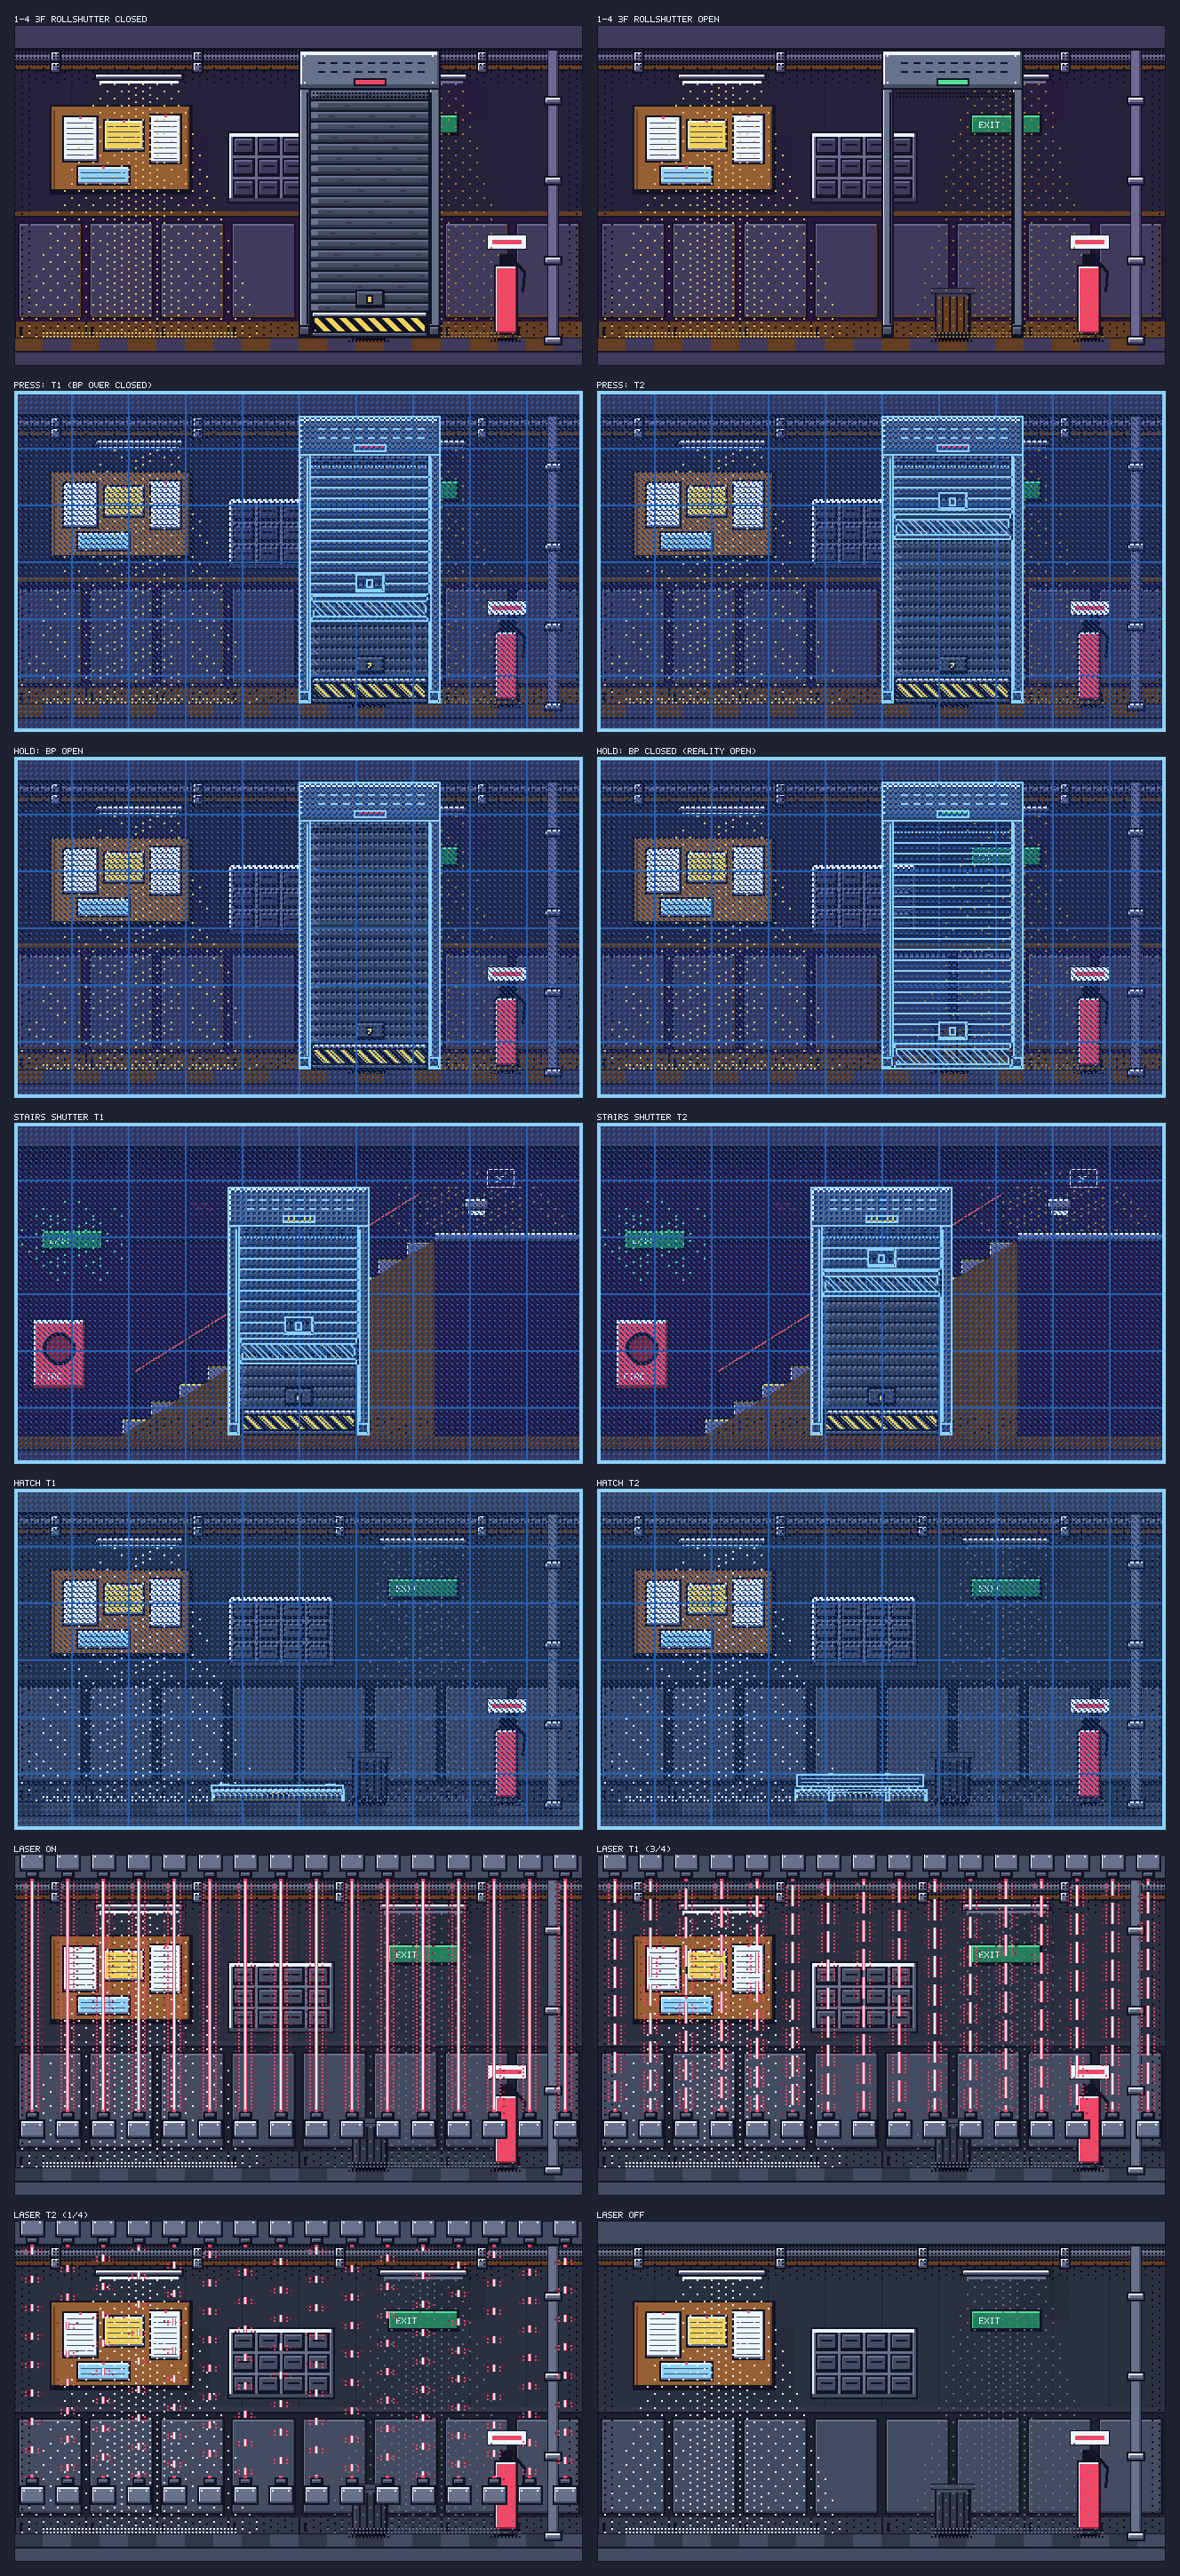 1-4 3F ROLLSHUTTER CLOSED
1-4 3F ROLLSHUTTER OPEN
EXIT
PRESS: T1 (BP OVER CLOSED)
PRESS: T2
HOLD: BP OPEN
HOLD: BP CLOSED (REALITY OPEN)
STAIRS SHUTTER T1
STAIRS SHUTTER T2
HATCH T1
HATCH T2
LASER ON
LASER T1 (3/4)
EXIT
EXIT
LASER T2 (1/4)
LASER OFF
EXIT
EXIT